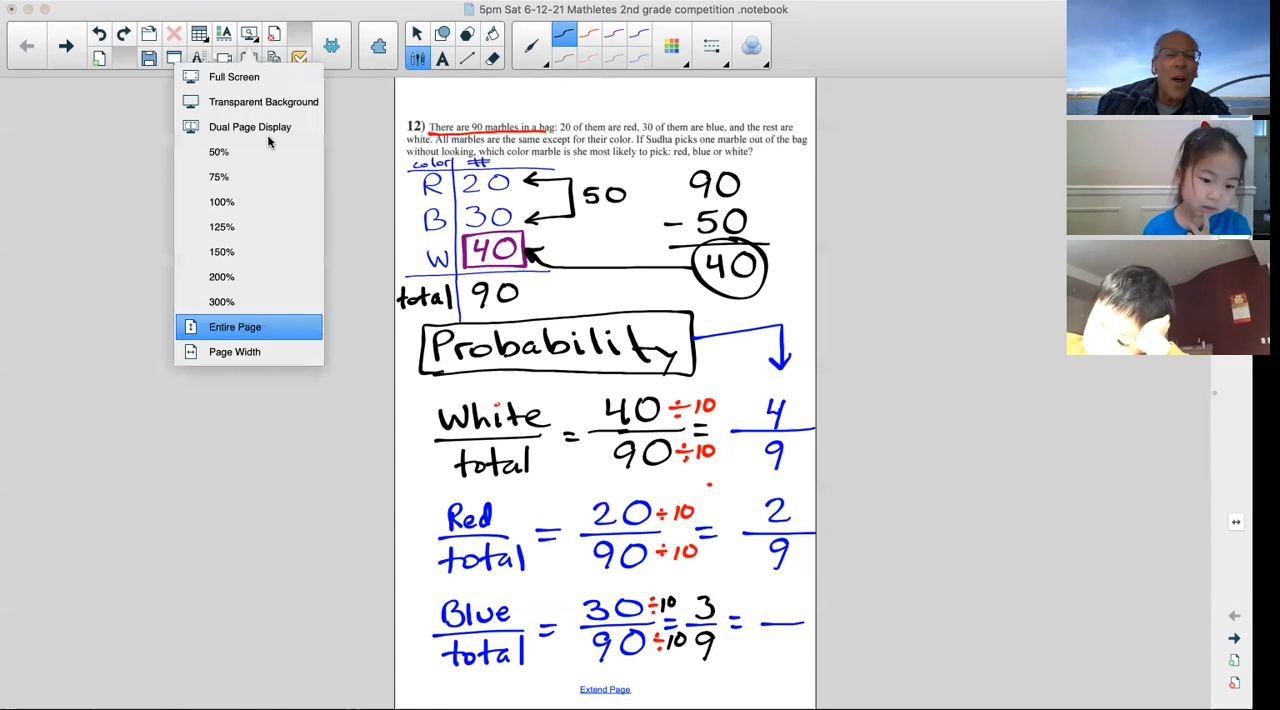 5pm Sat 6-12-21 Mathletes 2nd grade competition .notebook
Full Screen
Transparent Background
Dual Page Display
50%
75%
100%
125%
150%
200%
300%
Entire Page
Page Width
12) There are 90 marbles in a bag: 20 of them are red, 30 of them are blue, and the rest are
white. All marbles are the same except for their color. If Sudha picks one marble out of the bag
without looking, which color marble is she most likely to pick: red, blue or white?
color #
R 20
B 30
W 40
total 90
50
90
- 50
40
Probability
White/total = 40/90 ÷10/÷10 = 4/9
Red/total = 20/90 ÷10/÷10 = 2/9
Blue/total = 30/90 ÷10/÷10 = 3/9 = —
Extend Page